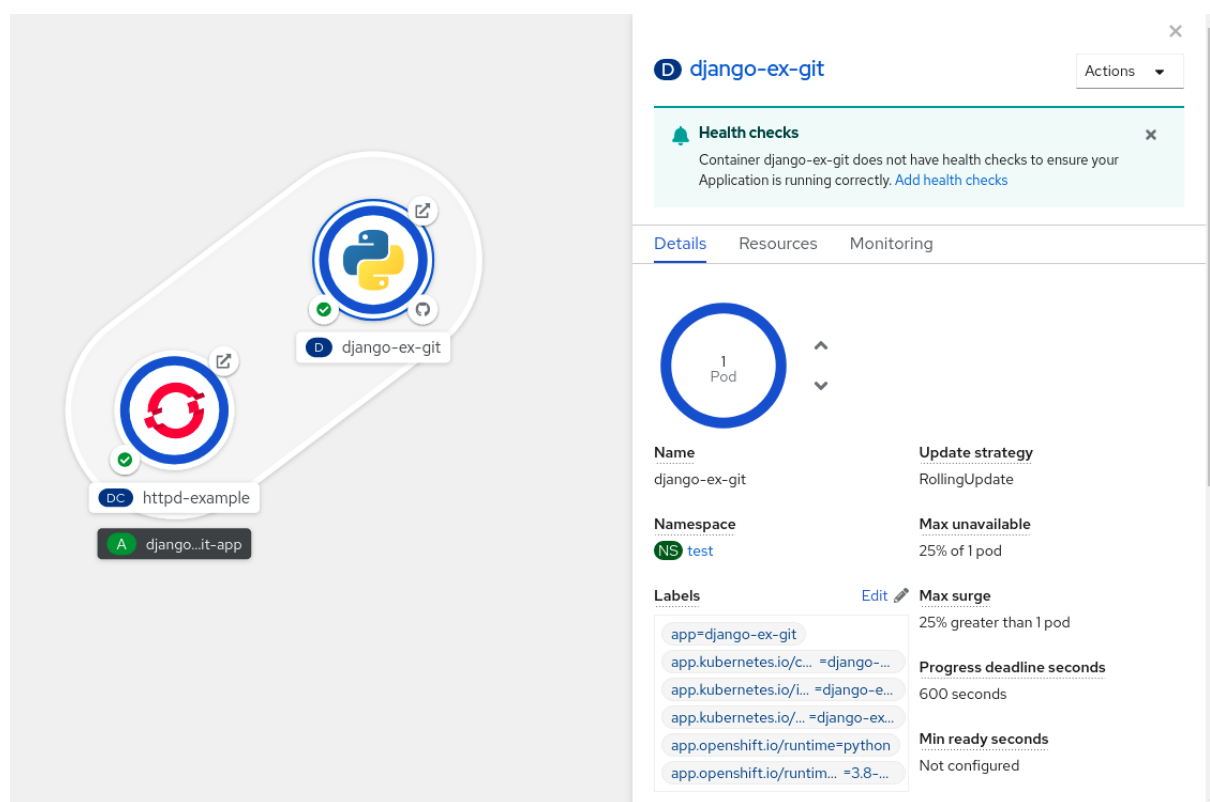 D django-ex-git
DC httpd-example
A django...it-app
D django-ex-git
Actions
Health checks
Container django-ex-git does not have health checks to ensure your
Application is running correctly. Add health checks
Details Resources Monitoring
1
Pod
Name
django-ex-git
Namespace
NS test
Labels Edit
app=django-ex-git
app.kubernetes.io/c... =django-...
app.kubernetes.io/i... =django-e...
app.kubernetes.io/... =django-ex...
app.openshift.io/runtime=python
app.openshift.io/runtim... =3.8-...
Update strategy
RollingUpdate
Max unavailable
25% of 1 pod
Max surge
25% greater than 1 pod
Progress deadline seconds
600 seconds
Min ready seconds
Not configured